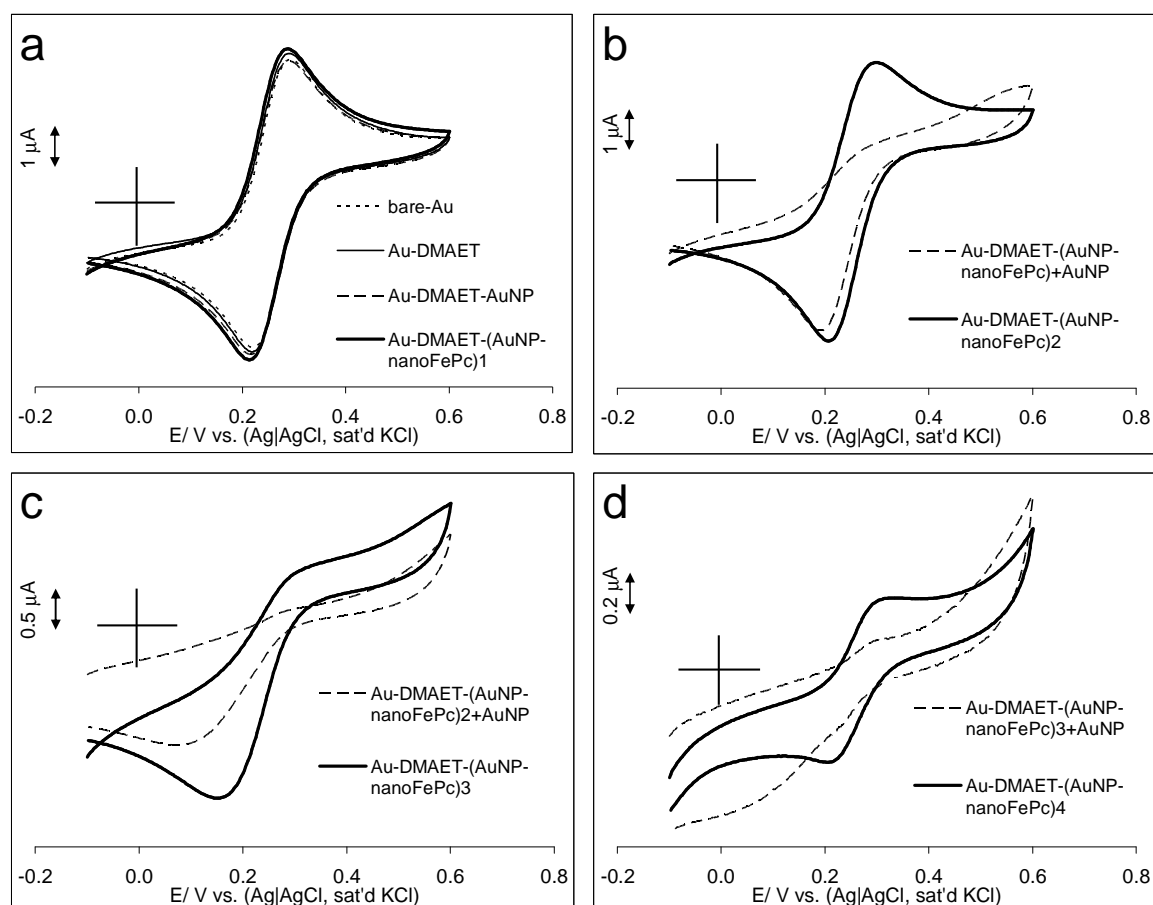 a
1 µA
bare-Au
Au-DMAET
Au-DMAET-AuNP
Au-DMAET-(AuNP-
nanoFePc)1
-0.2 0.0 0.2 0.4 0.6 0.8
E/ V vs. (Ag|AgCl, sat'd KCl)
b
1 µA
Au-DMAET-(AuNP-
nanoFePc)+AuNP
Au-DMAET-(AuNP-
nanoFePc)2
-0.2 0.0 0.2 0.4 0.6 0.8
E/ V vs. (Ag|AgCl, sat'd KCl)
c
0.5 µA
Au-DMAET-(AuNP-
nanoFePc)2+AuNP
Au-DMAET-(AuNP-
nanoFePc)3
-0.2 0.0 0.2 0.4 0.6 0.8
E/ V vs. (Ag|AgCl, sat'd KCl)
d
0.2 µA
Au-DMAET-(AuNP-
nanoFePc)3+AuNP
Au-DMAET-(AuNP-
nanoFePc)4
-0.2 0.0 0.2 0.4 0.6 0.8
E/ V vs. (Ag|AgCl, sat'd KCl)